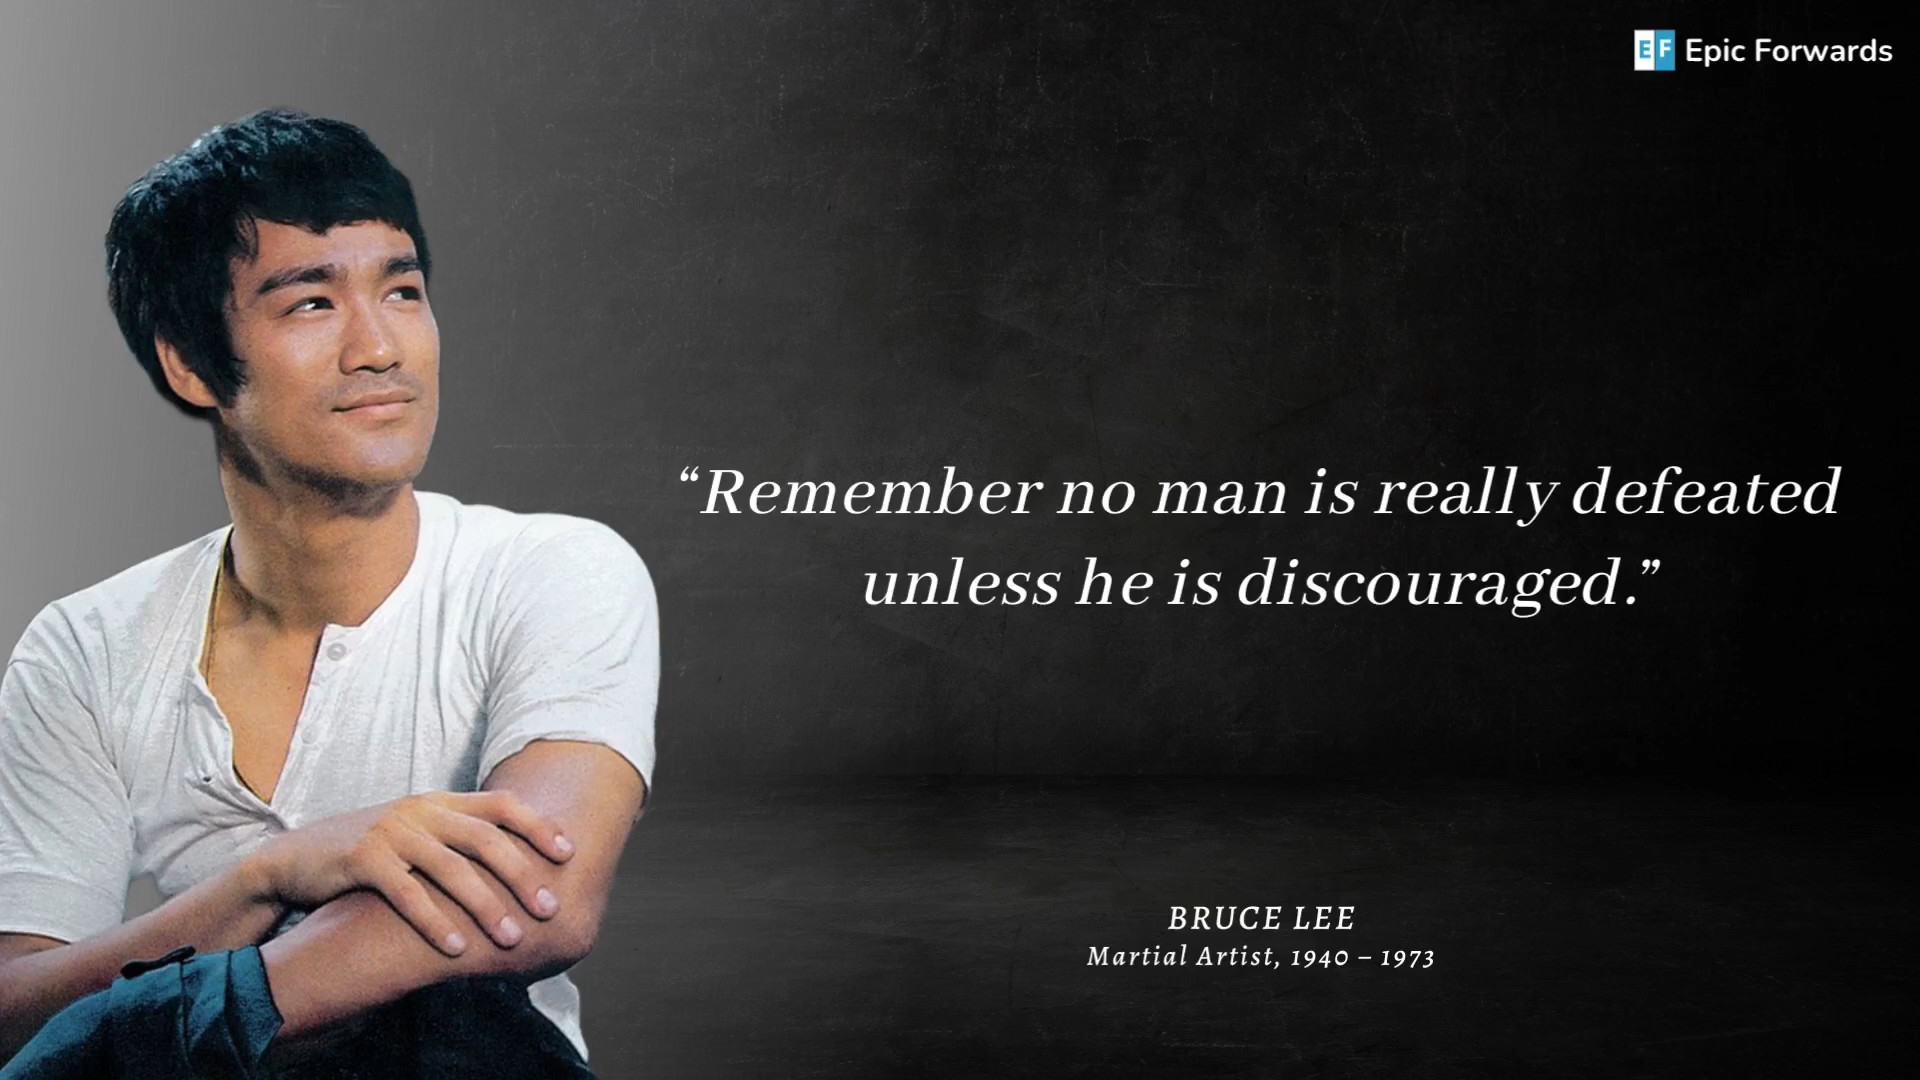 EF Epic Forwards
“Remember no man is really defeated
unless he is discouraged.”
BRUCE LEE
Martial Artist, 1940 – 1973